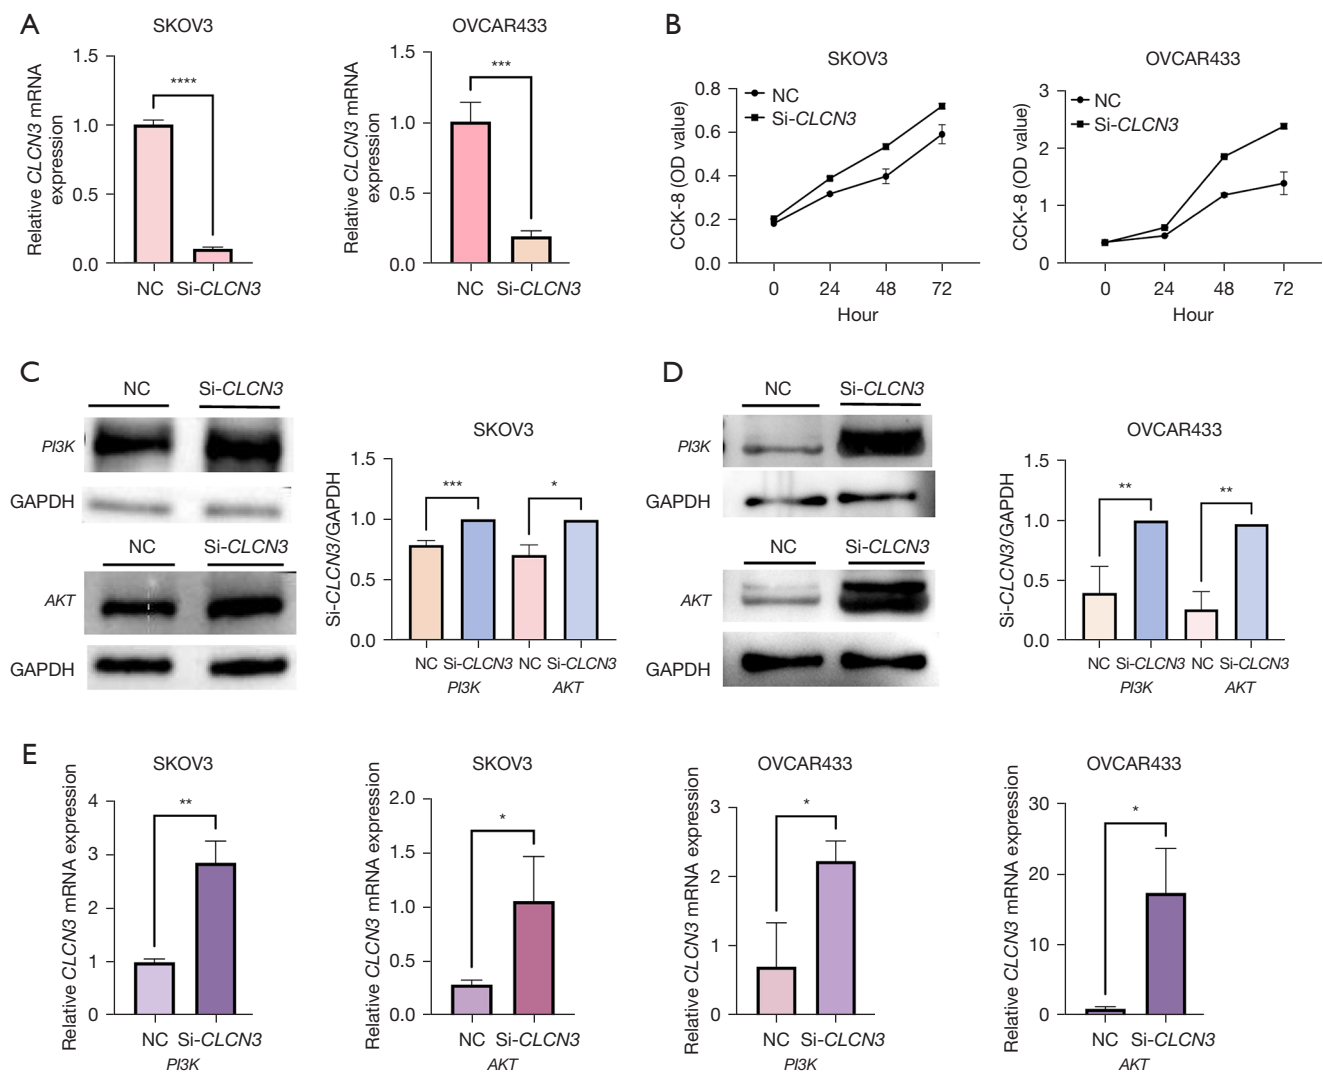 A
SKOV3
Relative CLCN3 mRNA
expression
1.5
1.0
0.5
0.0
****
NC Si-CLCN3
OVCAR433
Relative CLCN3 mRNA
expression
1.5
1.0
0.5
0.0
***
NC Si-CLCN3
B
SKOV3
CCK-8 (OD value)
0.8
0.6
0.4
0.2
0.0
NC
Si-CLCN3
0 24 48 72
Hour
OVCAR433
CCK-8 (OD value)
3
2
1
0
NC
Si-CLCN3
0 24 48 72
Hour
C
NC Si-CLCN3
PI3K
GAPDH
NC Si-CLCN3
AKT
GAPDH
SKOV3
Si-CLCN3/GAPDH
1.5
1.0
0.5
0.0
*** *
NC Si-CLCN3 NC Si-CLCN3
PI3K AKT
D
NC Si-CLCN3
PI3K
GAPDH
NC Si-CLCN3
AKT
GAPDH
OVCAR433
Si-CLCN3/GAPDH
1.5
1.0
0.5
0.0
** **
NC Si-CLCN3 NC Si-CLCN3
PI3K AKT
E
SKOV3
Relative CLCN3 mRNA expression
4
3
2
1
0
**
NC Si-CLCN3
PI3K
SKOV3
Relative CLCN3 mRNA expression
2.0
1.5
1.0
0.5
0.0
*
NC Si-CLCN3
AKT
OVCAR433
Relative CLCN3 mRNA expression
3
2
1
0
*
NC Si-CLCN3
PI3K
OVCAR433
Relative CLCN3 mRNA expression
30
20
10
0
*
NC Si-CLCN3
AKT